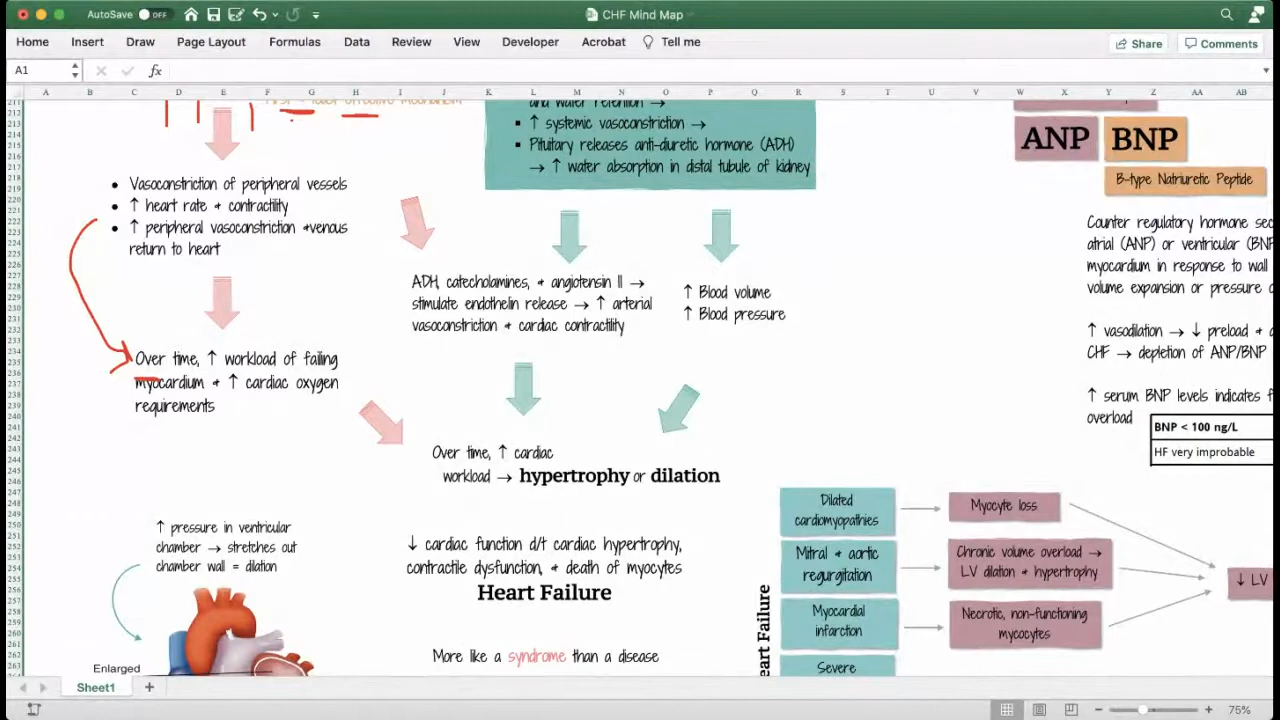 AutoSave OFF
CHF Mind Map
Home Insert Draw Page Layout Formulas Data Review View Developer Acrobat Tell me
Share Comments
A1 fx
A B C D E F G H I J K L M N O P Q R S T U V W X Y Z AA AB
and water retention →
▪ ↑ systemic vasoconstriction →
▪ Pituitary releases anti-diuretic hormone (ADH)
→ ↑ water absorption in distal tubule of kidney
• Vasoconstriction of peripheral vessels
• ↑ heart rate & contractility
• ↑ peripheral vasoconstriction &venous
return to heart
Over time, ↑ workload of failing
myocardium & ↑ cardiac oxygen
requirements
ADH, catecholamines, & angiotensin II →
stimulate endothelin release → ↑ arterial
vasoconstriction & cardiac contractility
↑ Blood volume
↑ Blood pressure
Over time, ↑ cardiac
workload → hypertrophy or dilation
↑ pressure in ventricular
chamber → stretches out
chamber wall = dilation
Enlarged
↓ cardiac function d/t cardiac hypertrophy,
contractile dysfunction, & death of myocytes
Heart Failure
More like a syndrome than a disease
ANP BNP
B-type Natriuretic Peptide
Counter regulatory hormone sec
atrial (ANP) or ventricular (BNP
myocardium in response to wall
volume expansion or pressure o
↑ vasodilation → ↓ preload & a
CHF → depletion of ANP/BNP
↑ serum BNP levels indicates f
overload
BNP < 100 ng/L
HF very improbable
eart Failure
Dilated
cardiomyopathies
Myocyte loss
Mitral & aortic
regurgitation
Chronic volume overload →
LV dilation & hypertrophy
Myocardial
infarction
Necrotic, non-functioning
mycocytes
Severe
↓ LV
Sheet1
75%